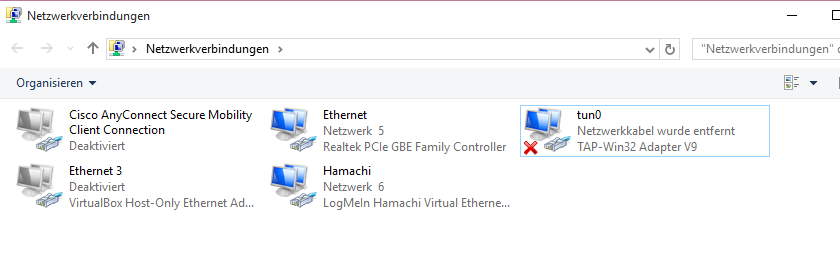 Netzwerkverbindungen
Netzwerkverbindungen
"Netzwerkverbindungen"
Organisieren
Cisco AnyConnect Secure Mobility
Client Connection
Deaktiviert
Ethernet
Netzwerk 5
Realtek PCIe GBE Family Controller
tun0
Netzwerkkabel wurde entfernt
TAP-Win32 Adapter V9
Ethernet 3
Deaktiviert
VirtualBox Host-Only Ethernet Ad...
Hamachi
Netzwerk 6
LogMeIn Hamachi Virtual Etherne...